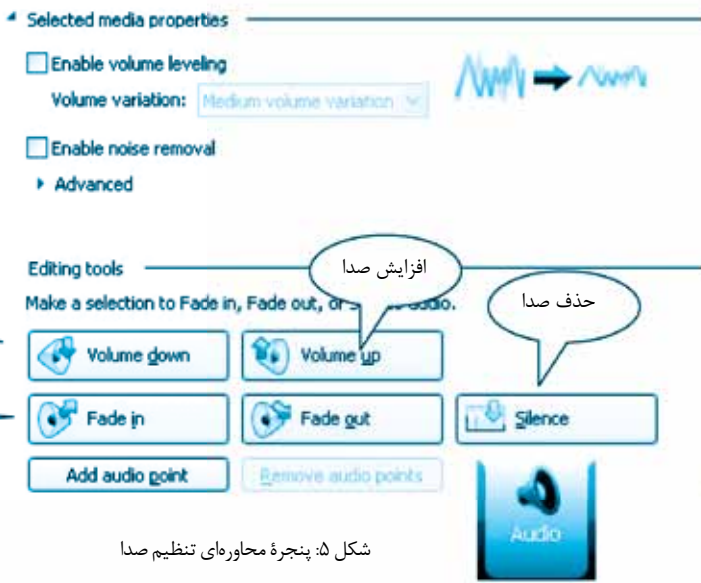 Selected media properties
Enable volume leveling
Volume variation: Medium volume variation
Enable noise removal
Advanced
افزایش صدا
Editing tools
حذف صدا
Make a selection to Fade in, Fade out, or audio.
Volume down
Volume up
Fade in
Fade out
Silence
Add audio point
Remove audio points
Audio
شکل ۵: پنجرهٔ محاوره‌ای تنظیم صدا